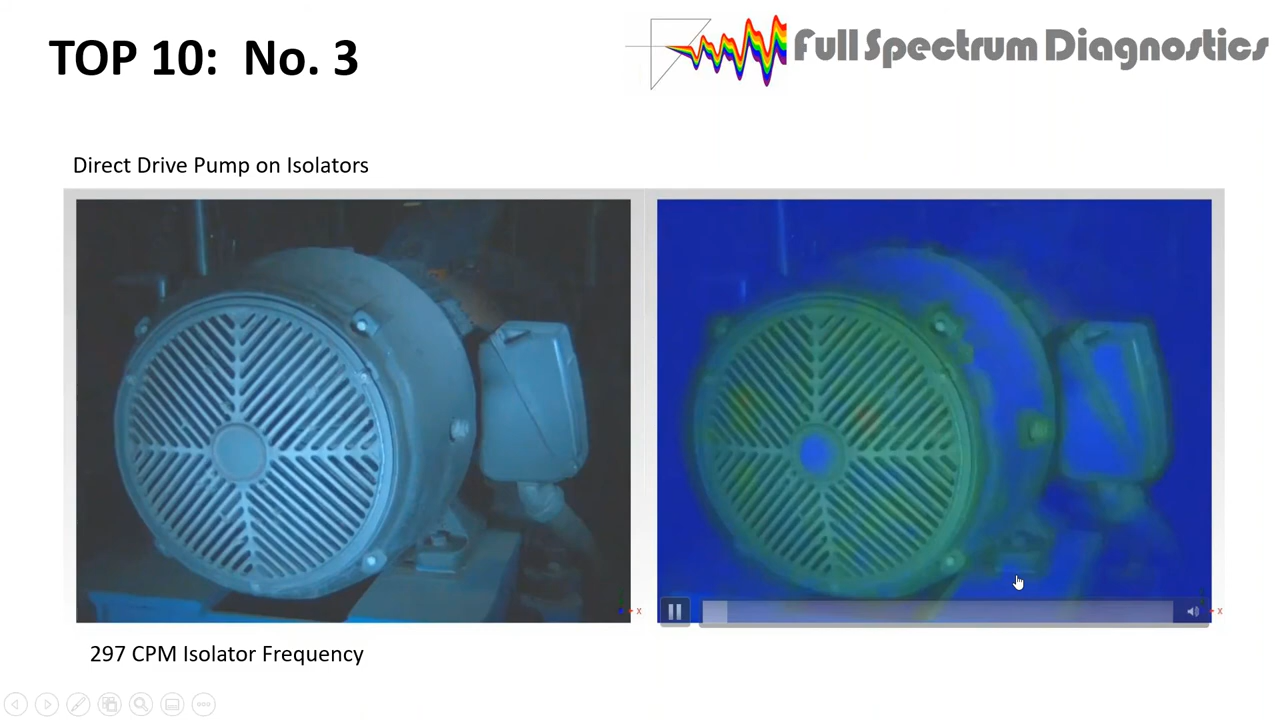 TOP 10: No. 3
Full Spectrum Diagnostics
Direct Drive Pump on Isolators
x
x
297 CPM Isolator Frequency